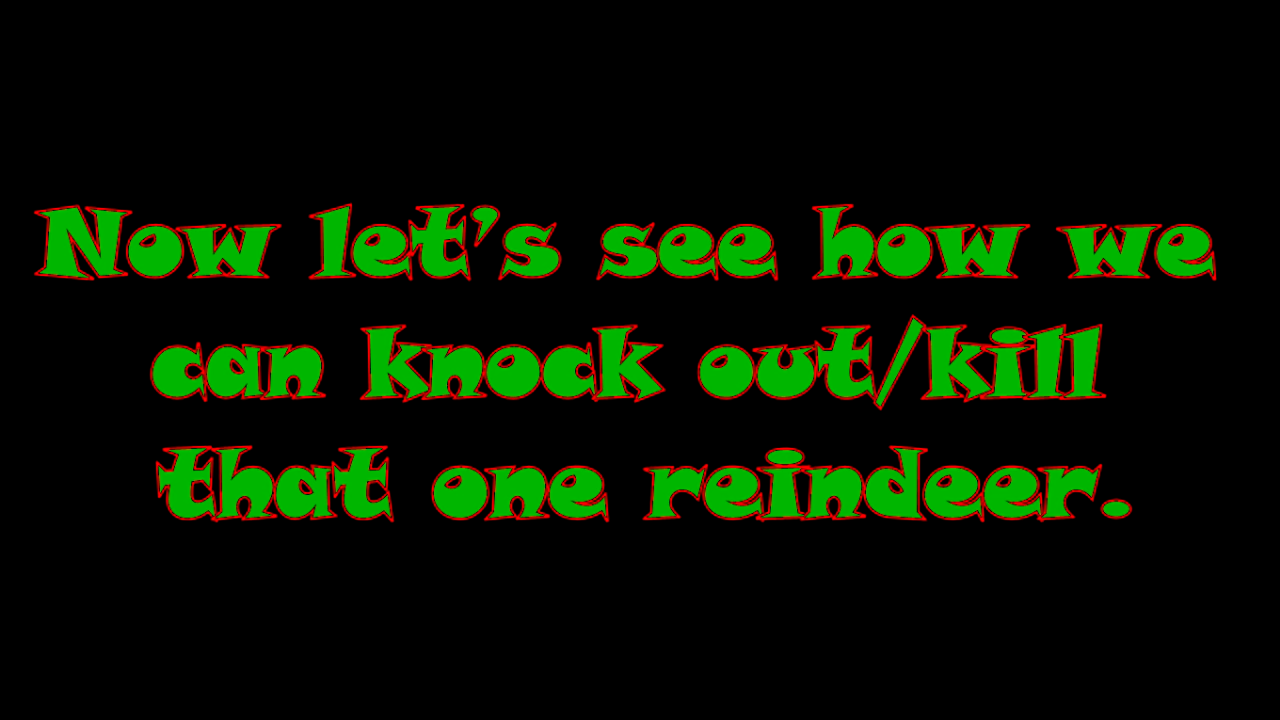 Now let’s see how we
can knock out/kill
that one reindeer.